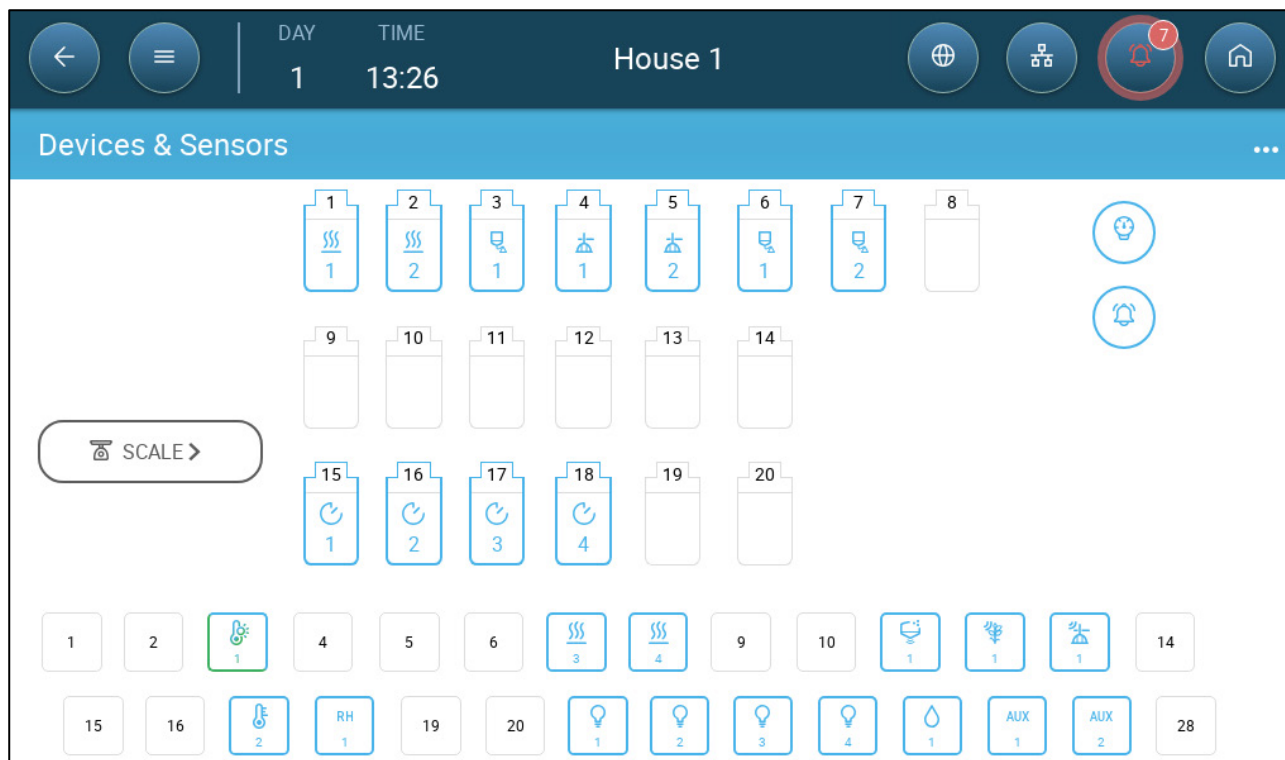 DAY TIME
1 13:26 House 1 7
Devices & Sensors
1 2 3 4 5 6 7 8
1 2 1 1 2 1 2
9 10 11 12 13 14
SCALE
15 16 17 18 19 20
1 2 3 4
1 2 1 4 5 6 3 4 9 10 1 1 1 14
15 16 2 RH 1 19 20 1 2 3 4 1 AUX 1 AUX 2 28